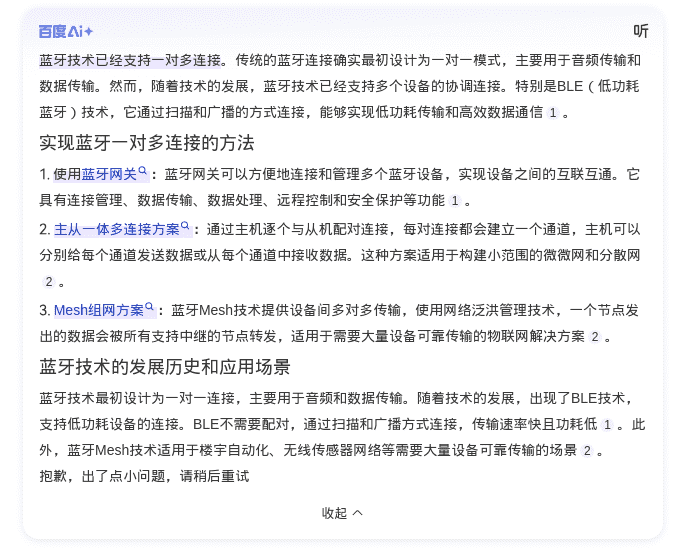 百度Ai+
听
蓝牙技术已经支持一对多连接。传统的蓝牙连接确实最初设计为一对一模式，主要用于音频传输和
数据传输。然而，随着技术的发展，蓝牙技术已经支持多个设备的协调连接。特别是BLE（低功耗
蓝牙）技术，它通过扫描和广播的方式连接，能够实现低功耗传输和高效数据通信 1 。
实现蓝牙一对多连接的方法
1. 使用蓝牙网关：蓝牙网关可以方便地连接和管理多个蓝牙设备，实现设备之间的互联互通。它
具有连接管理、数据传输、数据处理、远程控制和安全保护等功能 1 。
2. 主从一体多连接方案：通过主机逐个与从机配对连接，每对连接都会建立一个通道，主机可以
分别给每个通道发送数据或从每个通道中接收数据。这种方案适用于构建小范围的微微网和分散网
2 。
3. Mesh组网方案：蓝牙Mesh技术提供设备间多对多传输，使用网络泛洪管理技术，一个节点发
出的数据会被所有支持中继的节点转发，适用于需要大量设备可靠传输的物联网解决方案 2 。
蓝牙技术的发展历史和应用场景
蓝牙技术最初设计为一对一连接，主要用于音频和数据传输。随着技术的发展，出现了BLE技术，
支持低功耗设备的连接。BLE不需要配对，通过扫描和广播方式连接，传输速率快且功耗低 1 。此
外，蓝牙Mesh技术适用于楼宇自动化、无线传感器网络等需要大量设备可靠传输的场景 2 。
抱歉，出了点小问题，请稍后重试
收起